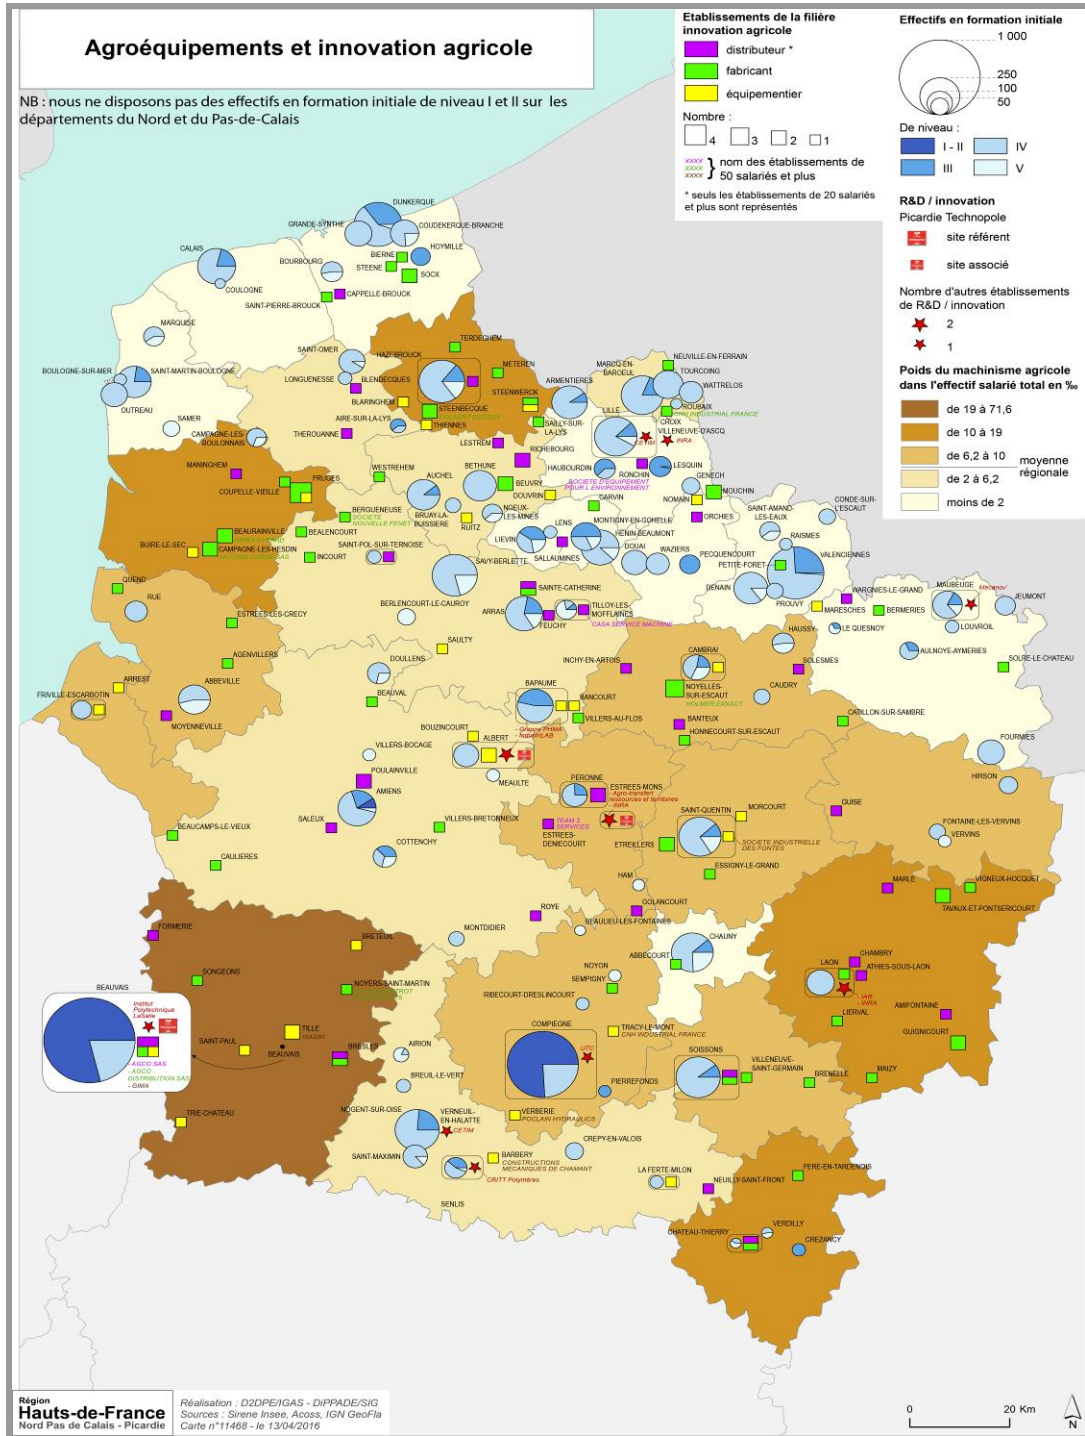 Agroéquipements et innovation agricole
NB : nous ne disposons pas des effectifs en formation initiale de niveau I et II sur les
départements du Nord et du Pas-de-Calais
Etablissements de la filière
innovation agricole
distributeur *
fabricant
équipementier
Nombre :
4
3
2
1
xxxx
xxxx
xxxx
nom des établissements de
50 salariés et plus
* seuls les établissements de 20 salariés
et plus sont représentés
Effectifs en formation initiale
1 000
250
100
50
De niveau :
I - II
IV
III
V
R&D / innovation
Picardie Technopole
site référent
site associé
Nombre d'autres établissements
de R&D / innovation
2
1
Poids du machinisme agricole
dans l'effectif salarié total en ‰
de 19 à 71,6
de 10 à 19
de 6,2 à 10
moyenne
régionale
de 2 à 6,2
moins de 2
DUNKERQUE
GRANDE-SYNTHE
COUDEKERQUE-BRANCHE
CALAIS
HOYMILLE
BIERNE
BOURBOURG
STEENE
SOCX
COULOGNE
CAPPELLE-BROUCK
SAINT-PIERRE-BROUCK
MARQUISE
TERDEGHEM
SAINT-OMER
HAZEBROUCK
METEREN
MARCQ-EN-
BAROEUL
NEUVILLE-EN-FERRAIN
TOURCOING
BOULOGNE-SUR-MER
SAINT-MARTIN-BOULOGNE
LONGUENESSE
BLENDECQUES
ARMENTIERES
WATTRELOS
STEENWERCK
BLARINGHEM
ROUBAIX
CNH INDUSTRIAL FRANCE
OUTREAU
STEENBECQUE
AIRE-SUR-LA-LYS
THIENNES
SAILLY-SUR-
LA-LYS
LILLE
CROIX
SAMER
VILLENEUVE-D'ASCQ
CETIM
INRA
CAMPAGNE-LES-
BOULONNAIS
THEROUANNE
LESTREM
RICHEBOURG
HAUBOURDIN
RONCHIN
LESQUIN
MANINGHEM
WESTREHEM
AUCHEL
BETHUNE
SOCIETE D'EQUIPEMENT
POUR L ENVIRONNEMENT
GENECH
FRUGES
BEUVRY
COUPELLE-VIEILLE
DOUVRIN
NOMAIN
MOUCHIN
CARVIN
BERGUENEUSE
SOCIETE
NOUVELLE FENET
BRUAY-LA-
BUISSIERE
NOEUX-
LES-MINES
RUITZ
ORCHIES
SAINT-AMAND-
LES-EAUX
CONDE-SUR-
L'ESCAUT
LENS
MONTIGNY-EN-GOHELLE
HENIN-BEAUMONT
BEAURAINVILLE
BEALENCOURT
LIEVIN
RAISMES
BUIRE-LE-SEC
CAMPAGNE-LES-HESDIN
INCOURT
SAINT-POL-SUR-TERNOISE
SALLAUMINES
DOUAI
WAZIERS
PECQUENCOURT
PETITE-FORET
VALENCIENNES
SAVY-BERLETTE
QUEND
SAINTE-CATHERINE
DENAIN
WARGNIES-LE-GRAND
MAUBEUGE
Mecanov'
RUE
BERLENCOURT-LE-CAUROY
ARRAS
TILLOY-LES-
MOFFLAINES
PROUVY
MARESCHES
BERMERIES
JEUMONT
ESTREES-LES-CRECY
FEUCHY
CASA SERVICE MACHINE
HAUSSY
LE QUESNOY
LOUVROIL
SAULTY
AULNOYE-AYMERIES
AGENVILLERS
INCHY-EN-ARTOIS
CAMBRAI
SOLESMES
SOLRE-LE-CHATEAU
DOULLENS
ARREST
BAPAUME
NOYELLES-
SUR-ESCAUT
HOLMER EXXACT
CAUDRY
FRIVILLE-ESCARBOTIN
ABBEVILLE
BEAUVAL
BANCOURT
VILLERS-AU-FLOS
BANTEUX
CATILLON-SUR-SAMBRE
MOYENNEVILLE
BOUZINCOURT
- Grappe PHMA
IndustriLAB
HONNECOURT-SUR-ESCAUT
ALBERT
FOURMIES
VILLERS-BOCAGE
POULAINVILLE
MEAULTE
PERONNE
ESTREES-MONS
- Agro-transfert
ressources et territoires
- INRA
HIRSON
AMIENS
SAINT-QUENTIN
MORCOURT
GUISE
BEAUCAMPS-LE-VIEUX
SALEUX
VILLERS-BRETONNEUX
TEAM 3
SERVICES
ESTREES-
DENIECOURT
FONTAINE-LES-VERVINS
VERVINS
ETREILLERS
SOCIETE INDUSTRIELLE
DES FONTES
CAULIERES
COTTENCHY
ESSIGNY-LE-GRAND
HAM
MARLE
VIGNEUX-HOCQUET
ROYE
GOLANCOURT
TAVAUX-ET-PONTSERICOURT
FORMERIE
BEAULIEU-LES-FONTAINES
BRETEUIL
MONTDIDIER
CHAUNY
CHAMBRY
ABBECOURT
LAON
ATHIES-SOUS-LAON
SONGEONS
NOYON
SEMPIGNY
NOYERS-SAINT-MARTIN
- IAR
- INRA
BEAUVAIS
Institut
Polytechnique
LaSalle
RIBECOURT-DRESLINCOURT
AMIFONTAINE
LIERVAL
GUIGNICOURT
TILLE
ISAGRI
COMPIEGNE
TRACY-LE-MONT
CNH INDUSTRIAL FRANCE
SAINT-PAUL
BEAUVAIS
BRESLES
AIRION
UTC
SOISSONS
VILLENEUVE-
SAINT-GERMAIN
- AGCO SAS
- AGCO
DISTRIBUTION SAS
- GIMA
BREUIL-LE-VERT
PIERREFONDS
BRENELLE
MAIZY
TRIE-CHATEAU
NOGENT-SUR-OISE
VERNEUIL-
EN-HALATTE
CETIM
VERBERIE
POCLAIN HYDRAULICS
SAINT-MAXIMIN
BARBERY
CONSTRUCTIONS
MECANIQUES DE CHAMANT
CREPY-EN-VALOIS
CRITT Polymères
LA FERTE-MILON
NEUILLY-SAINT-FRONT
FERE-EN-TARDENOIS
SENLIS
CHATEAU-THIERRY
VERDILLY
CREZANCY
Région
Hauts-de-France
Nord Pas de Calais - Picardie
Réalisation : D2DPE/IGAS - DiPPADE/SIG
Sources : Sirene Insee, Acoss, IGN GeoFla
Carte n°11468 - le 13/04/2016
0
20 Km
N